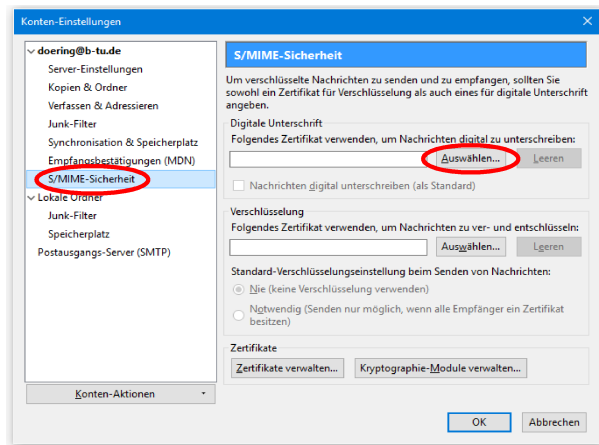 Konten-Einstellungen
doering@b-tu.de
Server-Einstellungen
Kopien & Ordner
Verfassen & Adressieren
Junk-Filter
Synchronisation & Speicherplatz
Empfangsbestätigungen (MDN)
S/MIME-Sicherheit
Lokale Ordner
Junk-Filter
Speicherplatz
Postausgangs-Server (SMTP)
Konten-Aktionen
S/MIME-Sicherheit
Um verschlüsselte Nachrichten zu senden und zu empfangen, sollten Sie
sowohl ein Zertifikat für Verschlüsselung als auch eines für digitale Unterschrift
angeben.
Digitale Unterschrift
Folgendes Zertifikat verwenden, um Nachrichten digital zu unterschreiben:
Auswählen... Leeren
Nachrichten digital unterschreiben (als Standard)
Verschlüsselung
Folgendes Zertifikat verwenden, um Nachrichten zu ver- und entschlüsseln:
Auswählen... Leeren
Standard-Verschlüsselungseinstellung beim Senden von Nachrichten:
Nie (keine Verschlüsselung verwenden)
Notwendig (Senden nur möglich, wenn alle Empfänger ein Zertifikat
besitzen)
Zertifikate
Zertifikate verwalten... Kryptographie-Module verwalten...
OK Abbrechen